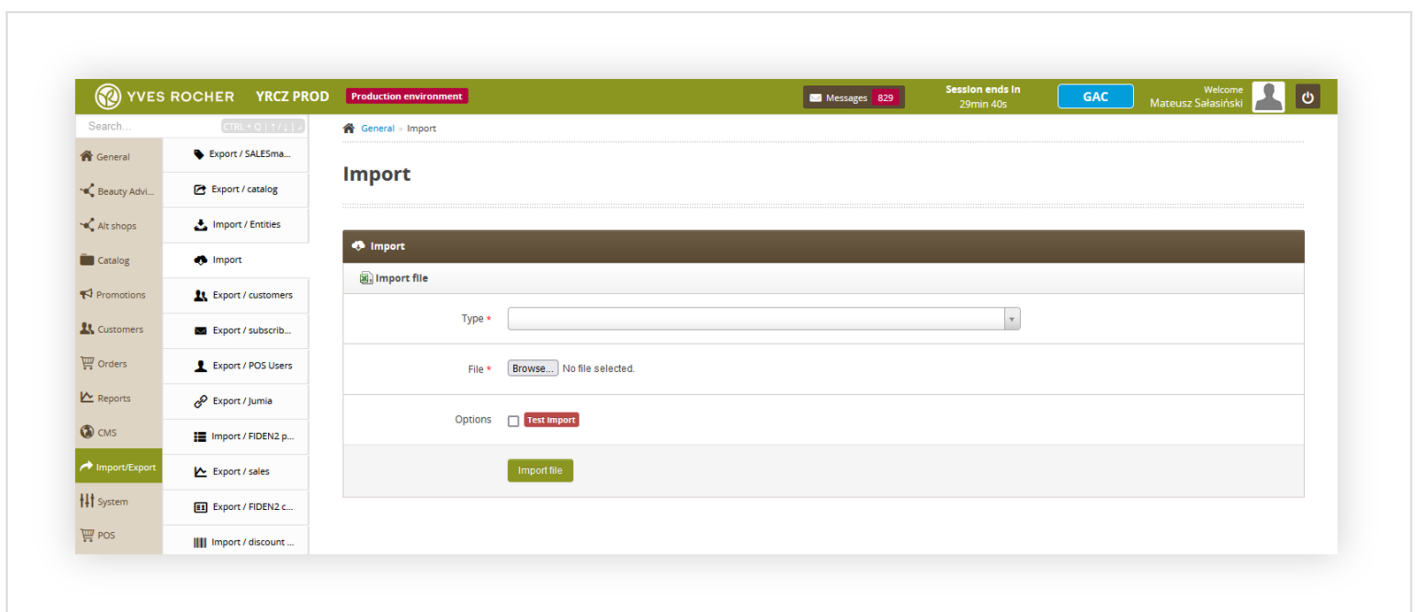 YVES ROCHER YRCZ PROD Production environment Messages 829 Session ends in 29min 40s GAC Welcome Mateusz Sałasiński
Search...
General » Import
General
Beauty Advi...
Alt shops
Catalog
Promotions
Customers
Orders
Reports
CMS
Import/Export
System
POS
Export / SALESma...
Export / catalog
Import / Entities
Import
Export / customers
Export / subscrib...
Export / POS Users
Export / Jumia
Import / FIDEN2 p...
Export / sales
Export / FIDEN2 c...
Import / discount ...
Import
Import
Import file
Type *
File * Browse... No file selected.
Options Test Import
Import file